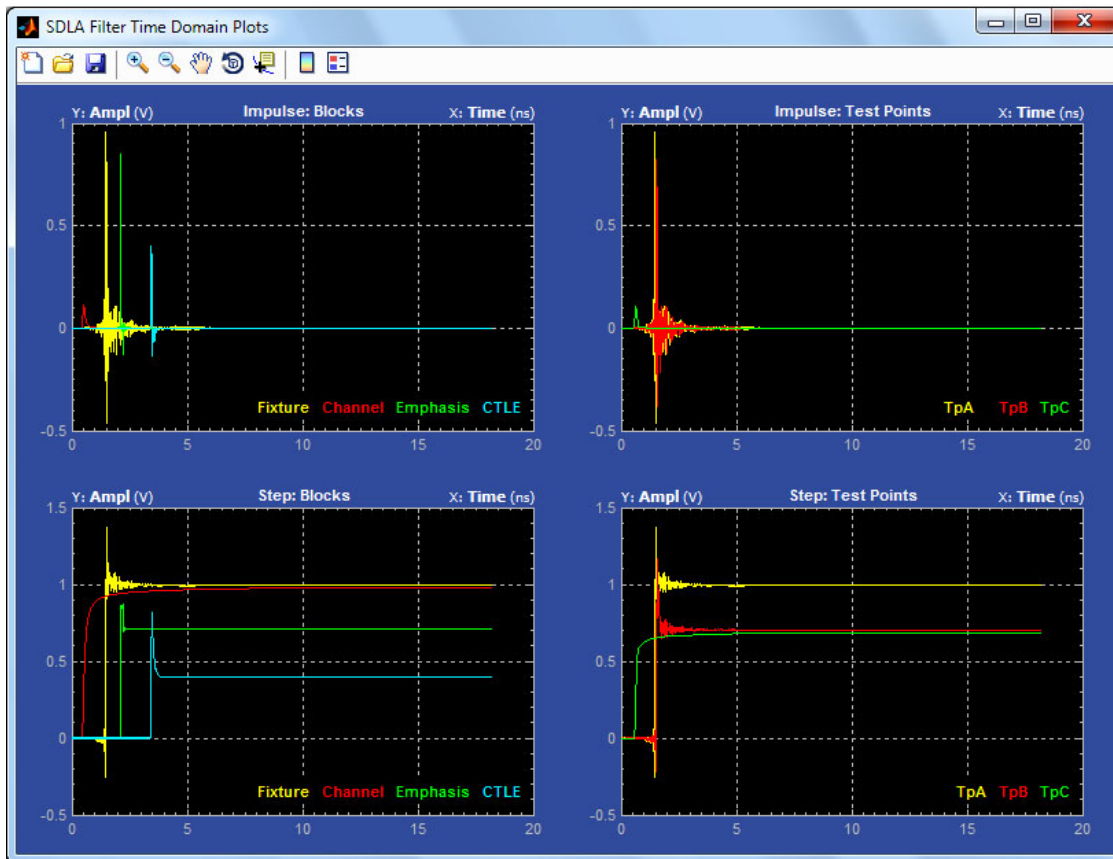 SDLA Filter Time Domain Plots
Y: Ampl (V) Impulse: Blocks X: Time (ns)
1
0.5
0
-0.5
Fixture Channel Emphasis CTLE
0 5 10 15 20
Y: Ampl (V) Impulse: Test Points X: Time (ns)
1
0.5
0
-0.5
TpA TpB TpC
0 5 10 15 20
Y: Ampl (V) Step: Blocks X: Time (ns)
1.5
1
0.5
0
-0.5
Fixture Channel Emphasis CTLE
0 5 10 15 20
Y: Ampl (V) Step: Test Points X: Time (ns)
1.5
1
0.5
0
-0.5
TpA TpB TpC
0 5 10 15 20